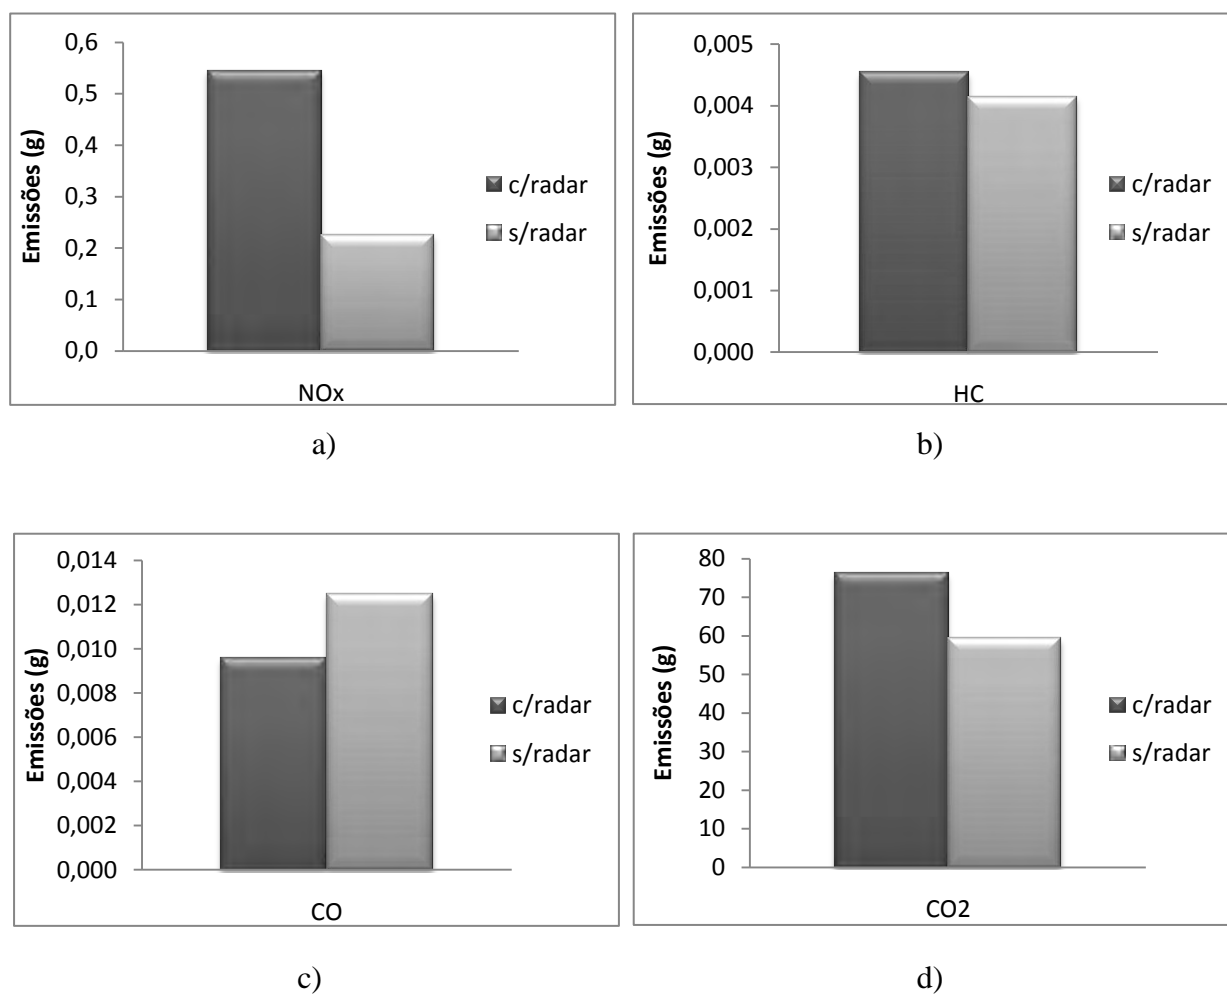 0,6
0,5
0,4
0,3
0,2
0,1
0,0
Emissões (g)
NOx
c/radar
s/radar
a)
0,005
0,004
0,003
0,002
0,001
0,000
Emissões (g)
HC
c/radar
s/radar
b)
0,014
0,012
0,010
0,008
0,006
0,004
0,002
0,000
Emissões (g)
CO
c/radar
s/radar
c)
80
70
60
50
40
30
20
10
0
Emissões (g)
CO2
c/radar
s/radar
d)